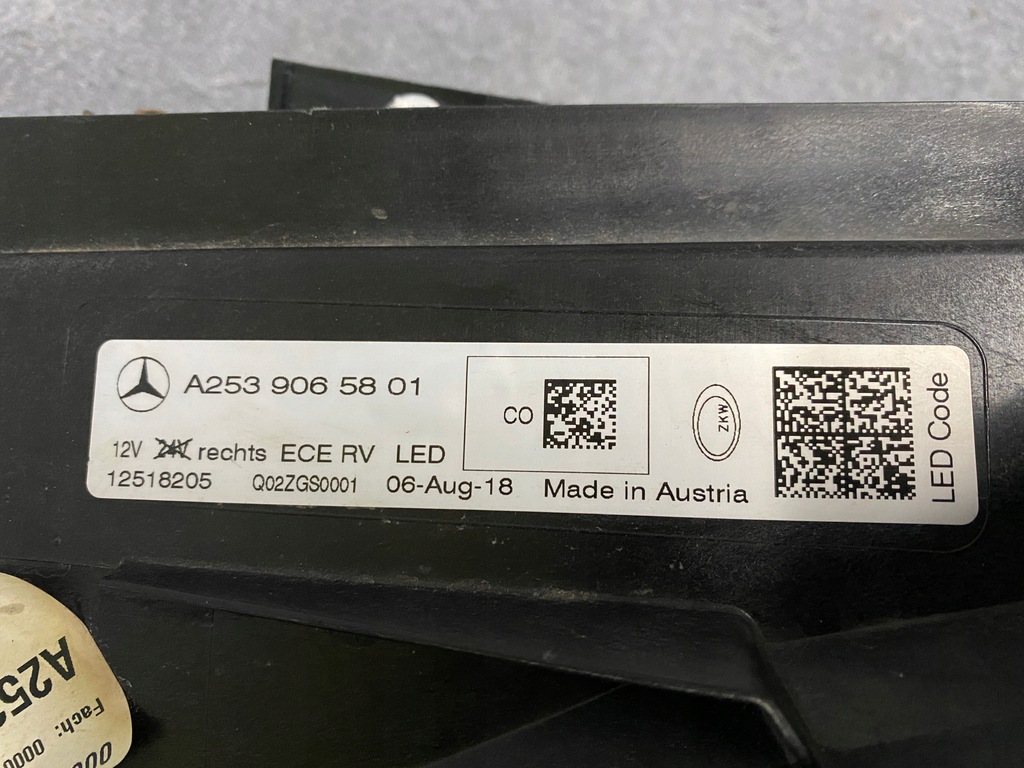 A253 906 58 01
12V 24V rechts ECE RV LED
12518205 Q02ZGS0001 06-Aug-18 Made in Austria
CO
ZKW
LED Code
A25
Fach: 0000